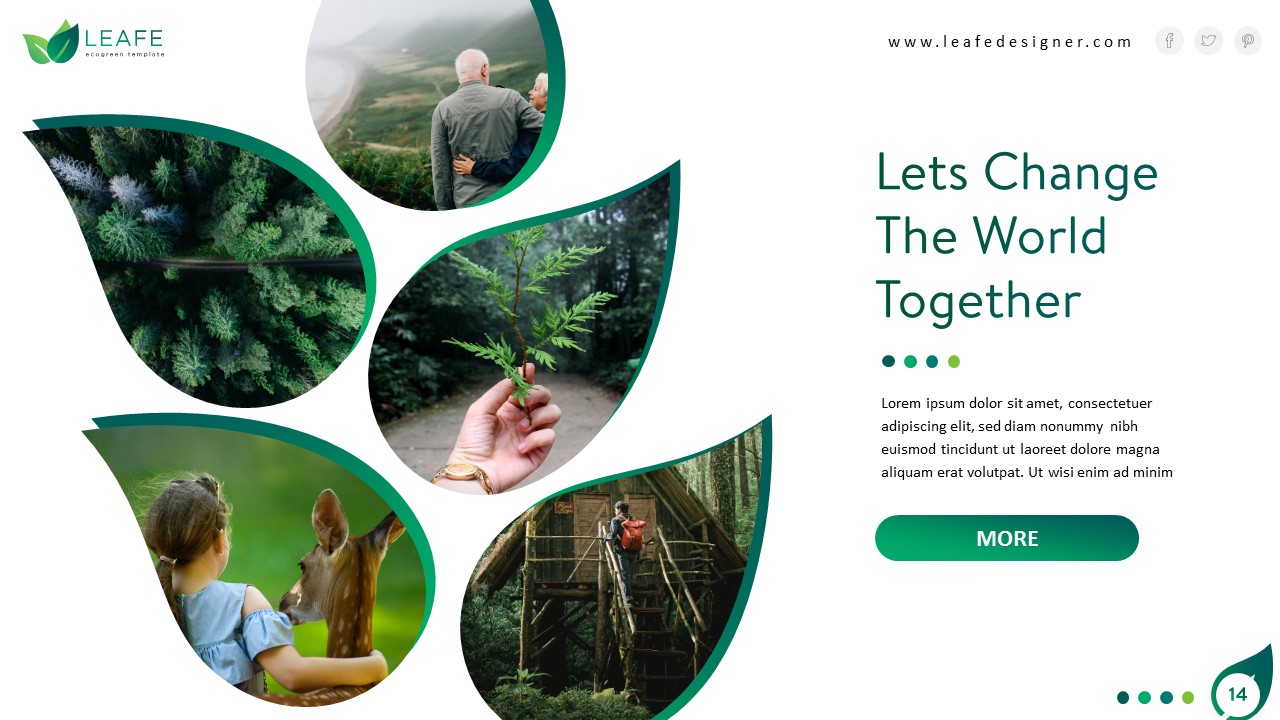 LEAFE
ecogreen template
www.leafedesigner.com
Lets Change
The World
Together
Lorem ipsum dolor sit amet, consectetuer
adipiscing elit, sed diam nonummy nibh
euismod tincidunt ut laoreet dolore magna
aliquam erat volutpat. Ut wisi enim ad minim
MORE
14